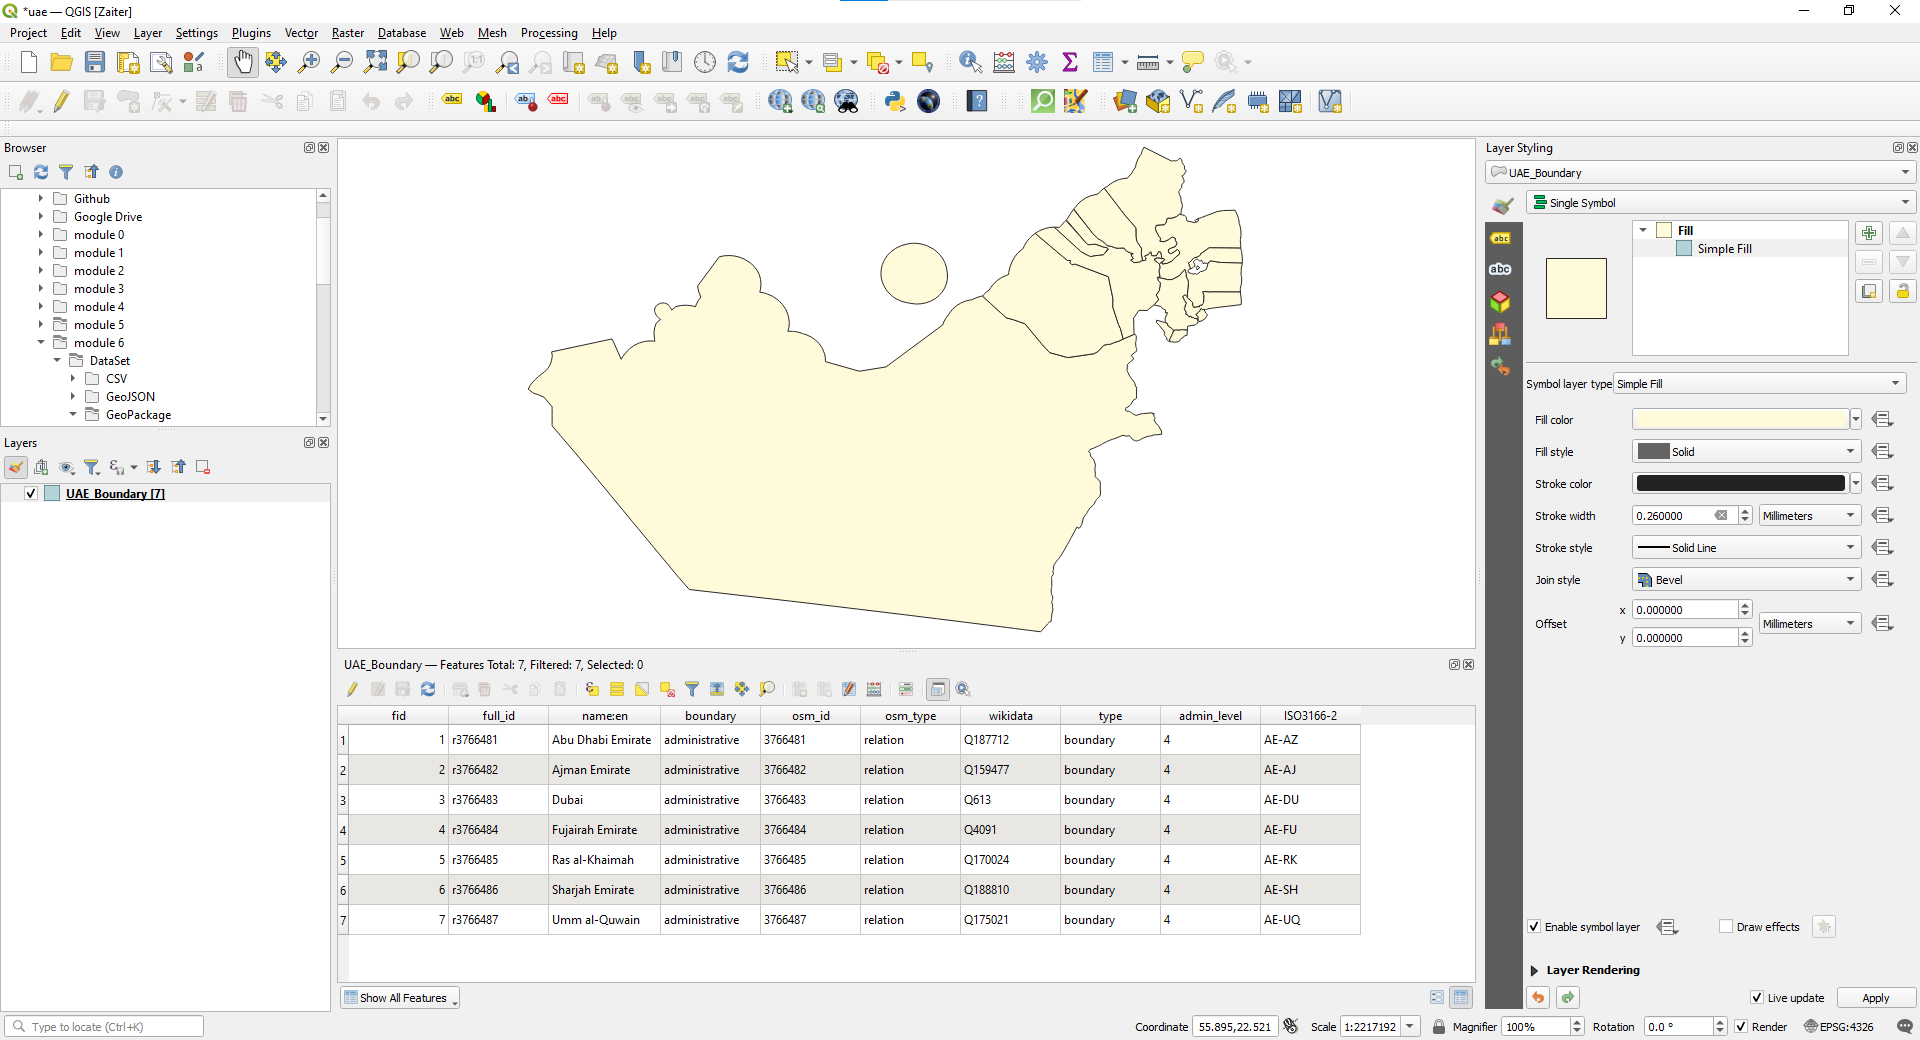 *uae — QGIS [Zaiter]
Project Edit View Layer Settings Plugins Vector Raster Database Web Mesh Processing Help
Browser
Github
Google Drive
module 0
module 1
module 2
module 3
module 4
module 5
module 6
DataSet
CSV
GeoJSON
GeoPackage
Layers
UAE_Boundary [7]
UAE_Boundary — Features Total: 7, Filtered: 7, Selected: 0
fid full_id name:en boundary osm_id osm_type wikidata type admin_level ISO3166-2
1 1 r3766481 Abu Dhabi Emirate administrative 3766481 relation Q187712 boundary 4 AE-AZ
2 2 r3766482 Ajman Emirate administrative 3766482 relation Q159477 boundary 4 AE-AJ
3 3 r3766483 Dubai administrative 3766483 relation Q613 boundary 4 AE-DU
4 4 r3766484 Fujairah Emirate administrative 3766484 relation Q4091 boundary 4 AE-FU
5 5 r3766485 Ras al-Khaimah administrative 3766485 relation Q170024 boundary 4 AE-RK
6 6 r3766486 Sharjah Emirate administrative 3766486 relation Q188810 boundary 4 AE-SH
7 7 r3766487 Umm al-Quwain administrative 3766487 relation Q175021 boundary 4 AE-UQ
Show All Features
Layer Styling
UAE_Boundary
Single Symbol
Fill
Simple Fill
Symbol layer type Simple Fill
Fill color
Fill style Solid
Stroke color
Stroke width 0.260000 Millimeters
Stroke style Solid Line
Join style Bevel
Offset x 0.000000 Millimeters
y 0.000000
Enable symbol layer Draw effects
Layer Rendering
Live update Apply
Type to locate (Ctrl+K)
Coordinate 55.895,22.521 Scale 1:2217192 Magnifier 100% Rotation 0.0 ° Render EPSG:4326